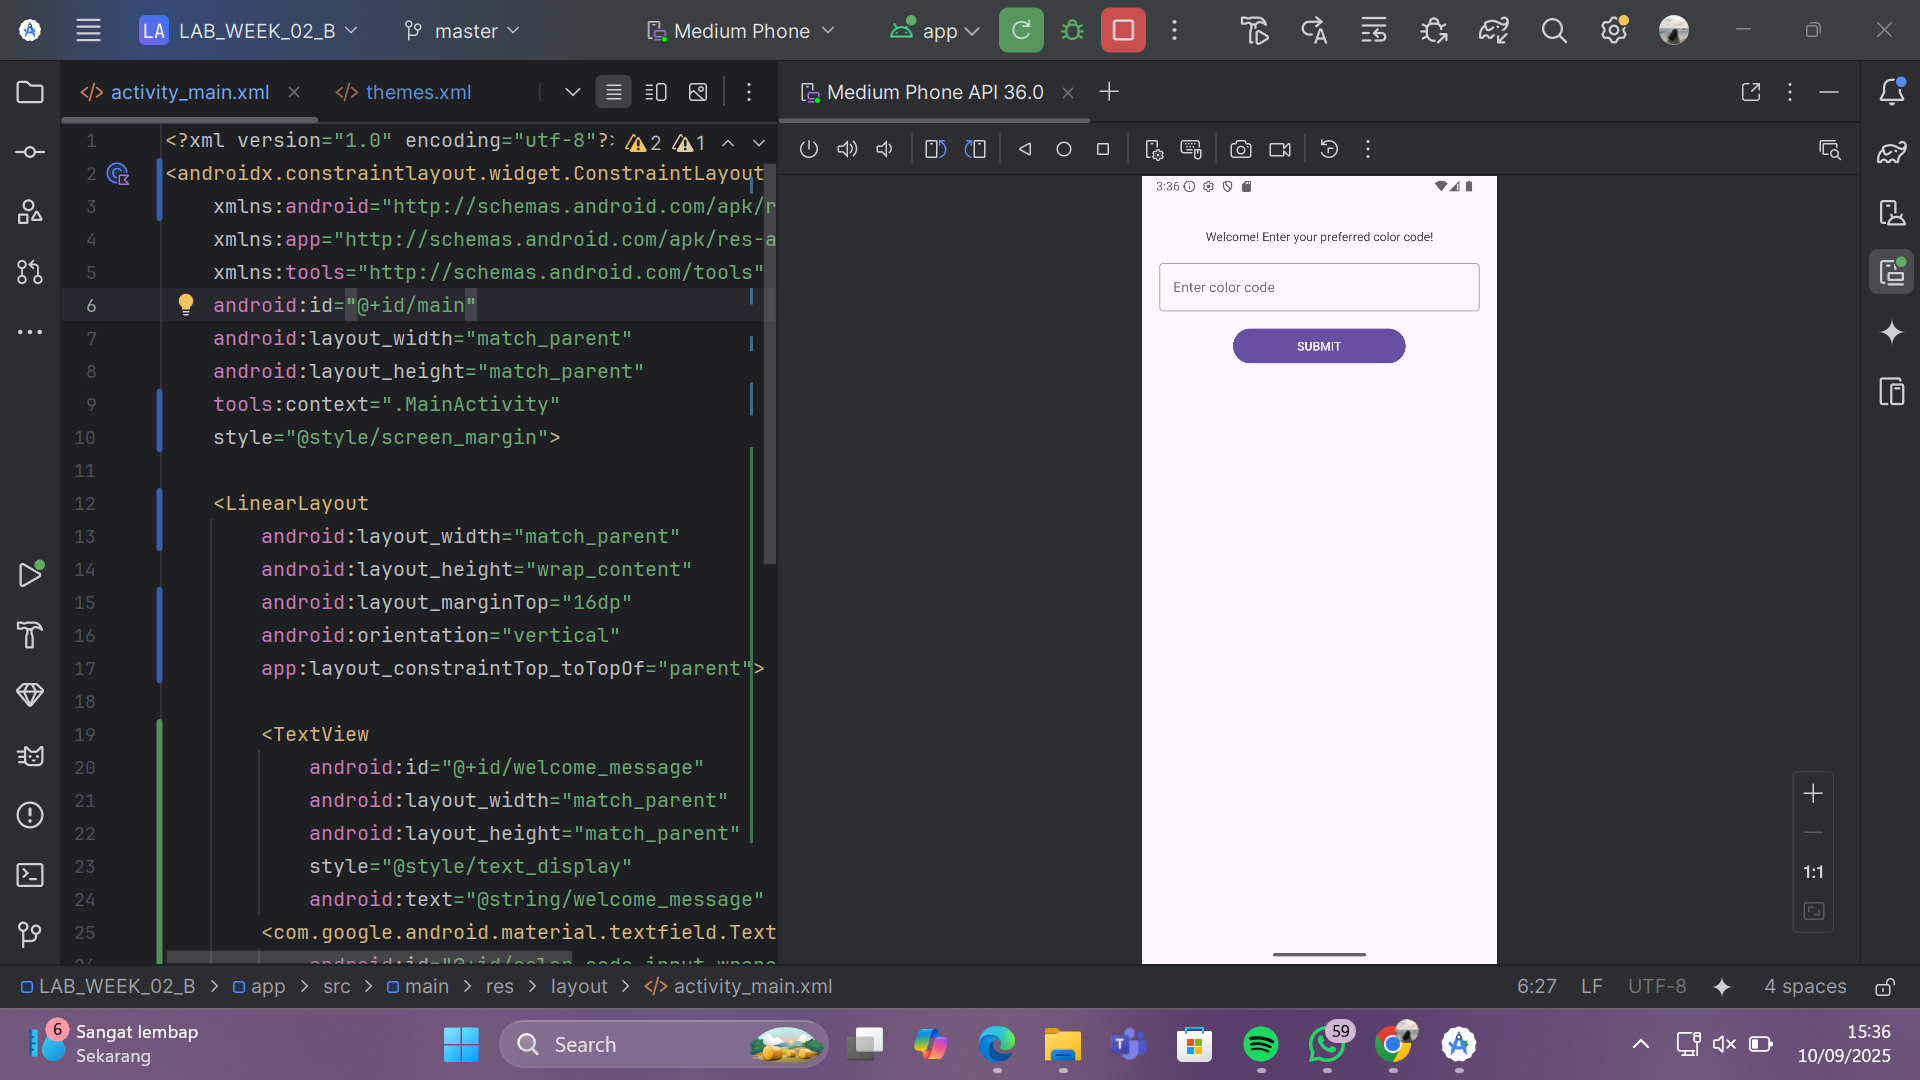 LA LAB_WEEK_02_B master Medium Phone app
activity_main.xml themes.xml Medium Phone API 36.0
1 <?xml version="1.0" encoding="utf-8"?> 2 1
2 <androidx.constraintlayout.widget.ConstraintLayout
3 xmlns:android="http://schemas.android.com/apk/r
4 xmlns:app="http://schemas.android.com/apk/res-a
5 xmlns:tools="http://schemas.android.com/tools"
6 android:id="@+id/main"
7 android:layout_width="match_parent"
8 android:layout_height="match_parent"
9 tools:context=".MainActivity"
10 style="@style/screen_margin">
11
12 <LinearLayout
13 android:layout_width="match_parent"
14 android:layout_height="wrap_content"
15 android:layout_marginTop="16dp"
16 android:orientation="vertical"
17 app:layout_constraintTop_toTopOf="parent">
18
19 <TextView
20 android:id="@+id/welcome_message"
21 android:layout_width="match_parent"
22 android:layout_height="match_parent"
23 style="@style/text_display"
24 android:text="@string/welcome_message"
25 <com.google.android.material.textfield.Text
3:36
Welcome! Enter your preferred color code!
Enter color code
SUBMIT
1:1
LAB_WEEK_02_B > app > src > main > res > layout > activity_main.xml 6:27 LF UTF-8 4 spaces
6 Sangat lembap
Sekarang
Search
59
15:36
10/09/2025